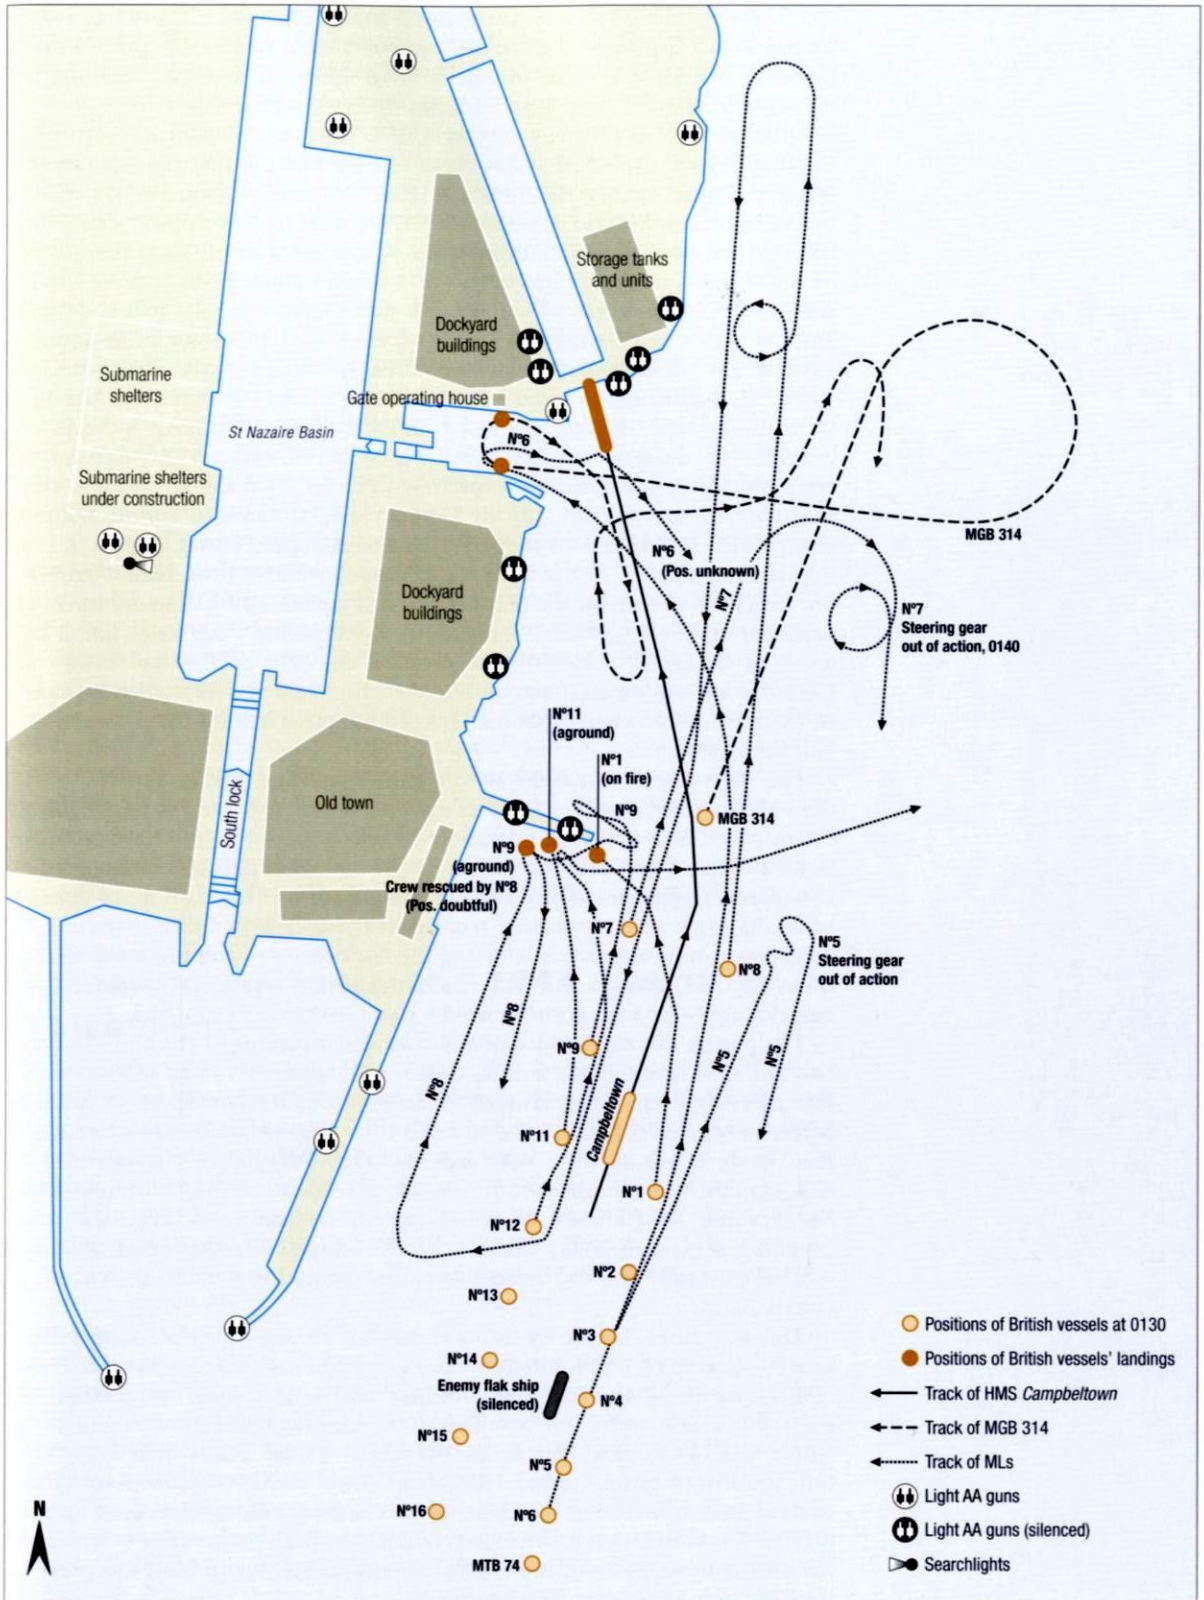 Storage tanks
and units
Dockyard
buildings
Submarine
shelters
Gate operating house
St Nazaire Basin
Nº6
Submarine shelters
under construction
MGB 314
Nº6
(Pos. unknown)
Nº7
Dockyard
buildings
Nº7
Steering gear
out of action, 0140
Nº11
(aground)
Nº1
(on fire)
South lock
Old town
Nº9
MGB 314
Nº9
(aground)
Crew rescued by Nº8
(Pos. doubtful)
Nº7
Nº5
Steering gear
out of action
Nº8
Nº8
Nº9
Nº5
Nº5
Nº8
Campbeltown
Nº11
Nº1
Nº12
Nº2
Nº13
Nº3
Nº14
Enemy flak ship
(silenced)
Nº4
Nº15
Nº5
Nº16
Nº6
MTB 74
N
Positions of British vessels at 0130
Positions of British vessels' landings
Track of HMS Campbeltown
Track of MGB 314
Track of MLs
Light AA guns
Light AA guns (silenced)
Searchlights